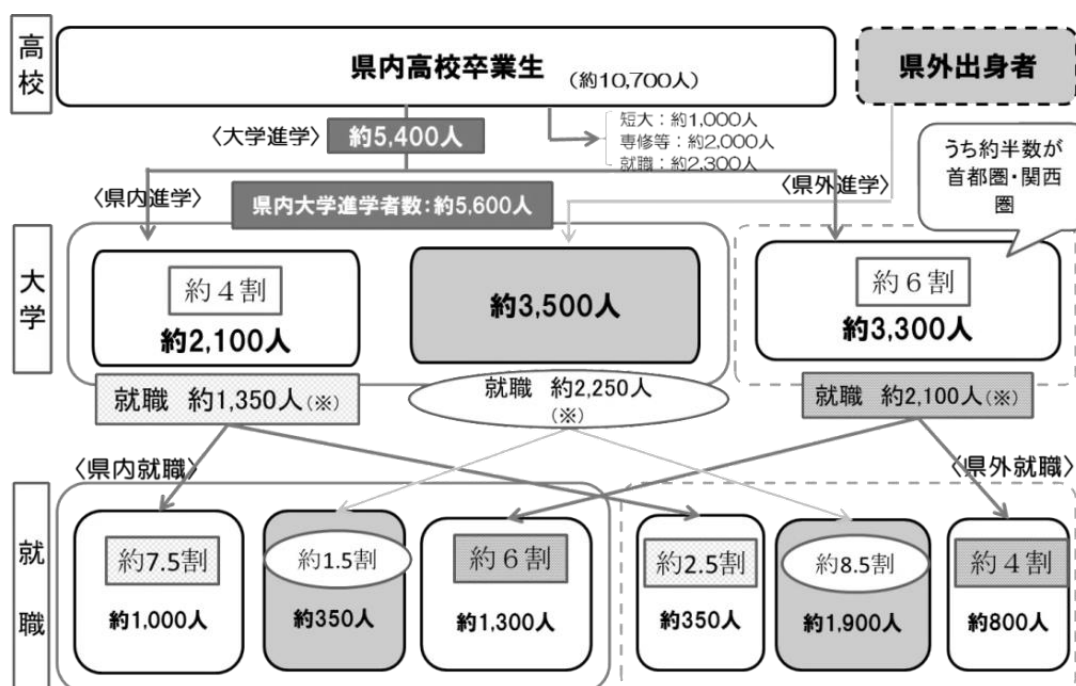 高校
県内高校卒業生 (約10,700人)
県外出身者
〈大学進学〉
約5,400人
短大：約1,000人
専修等：約2,000人
就職：約2,300人
うち約半数が
首都圏・関西
圏
〈県内進学〉
県内大学進学者数：約5,600人
〈県外進学〉
大学
約４割
約2,100人
約3,500人
約６割
約3,300人
就職　約1,350人(※)
就職　約2,250人
(※)
就職　約2,100人(※)
〈県内就職〉
〈県外就職〉
就職
約7.5割
約1,000人
約1.5割
約350人
約６割
約1,300人
約2.5割
約350人
約8.5割
約1,900人
約４割
約800人